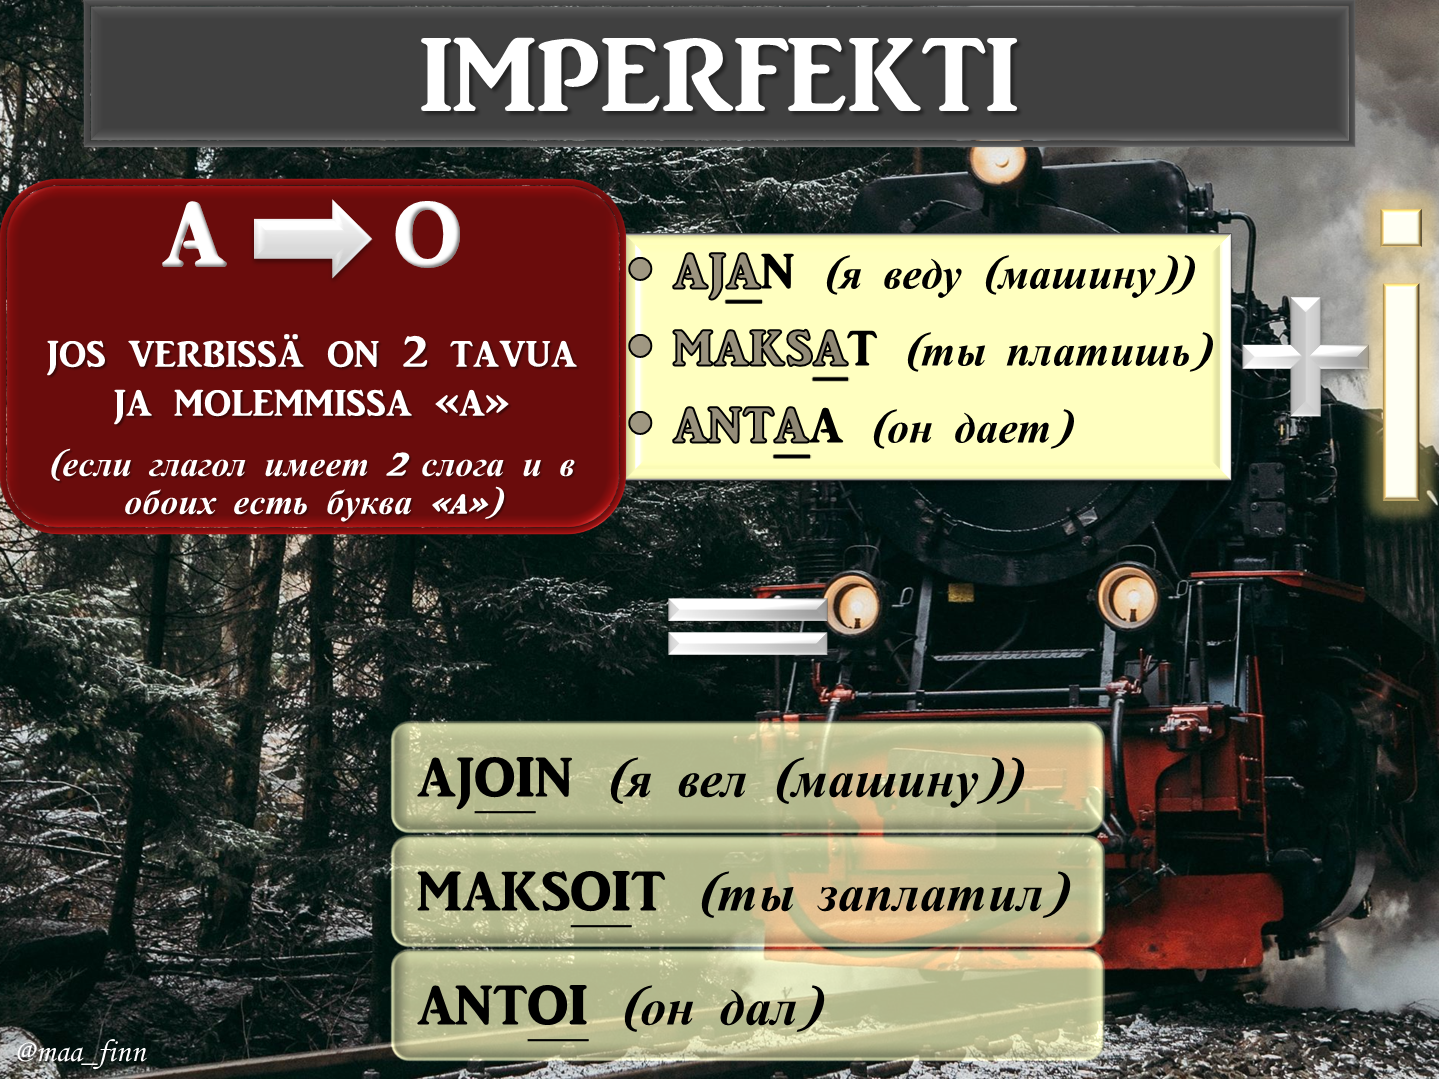 IMPERFEKTI
A O
JOS VERBISSÄ ON 2 TAVUA
JA MOLEMMISSA «A»
(если глагол имеет 2 слога и в
обоих есть буква «А»)
AJAN (я веду (машину))
MAKSAT (ты платишь)
ANTAA (он дает)
+ i
=
AJOIN (я вел (машину))
MAKSOIT (ты заплатил)
ANTOI (он дал)
@maa_finn